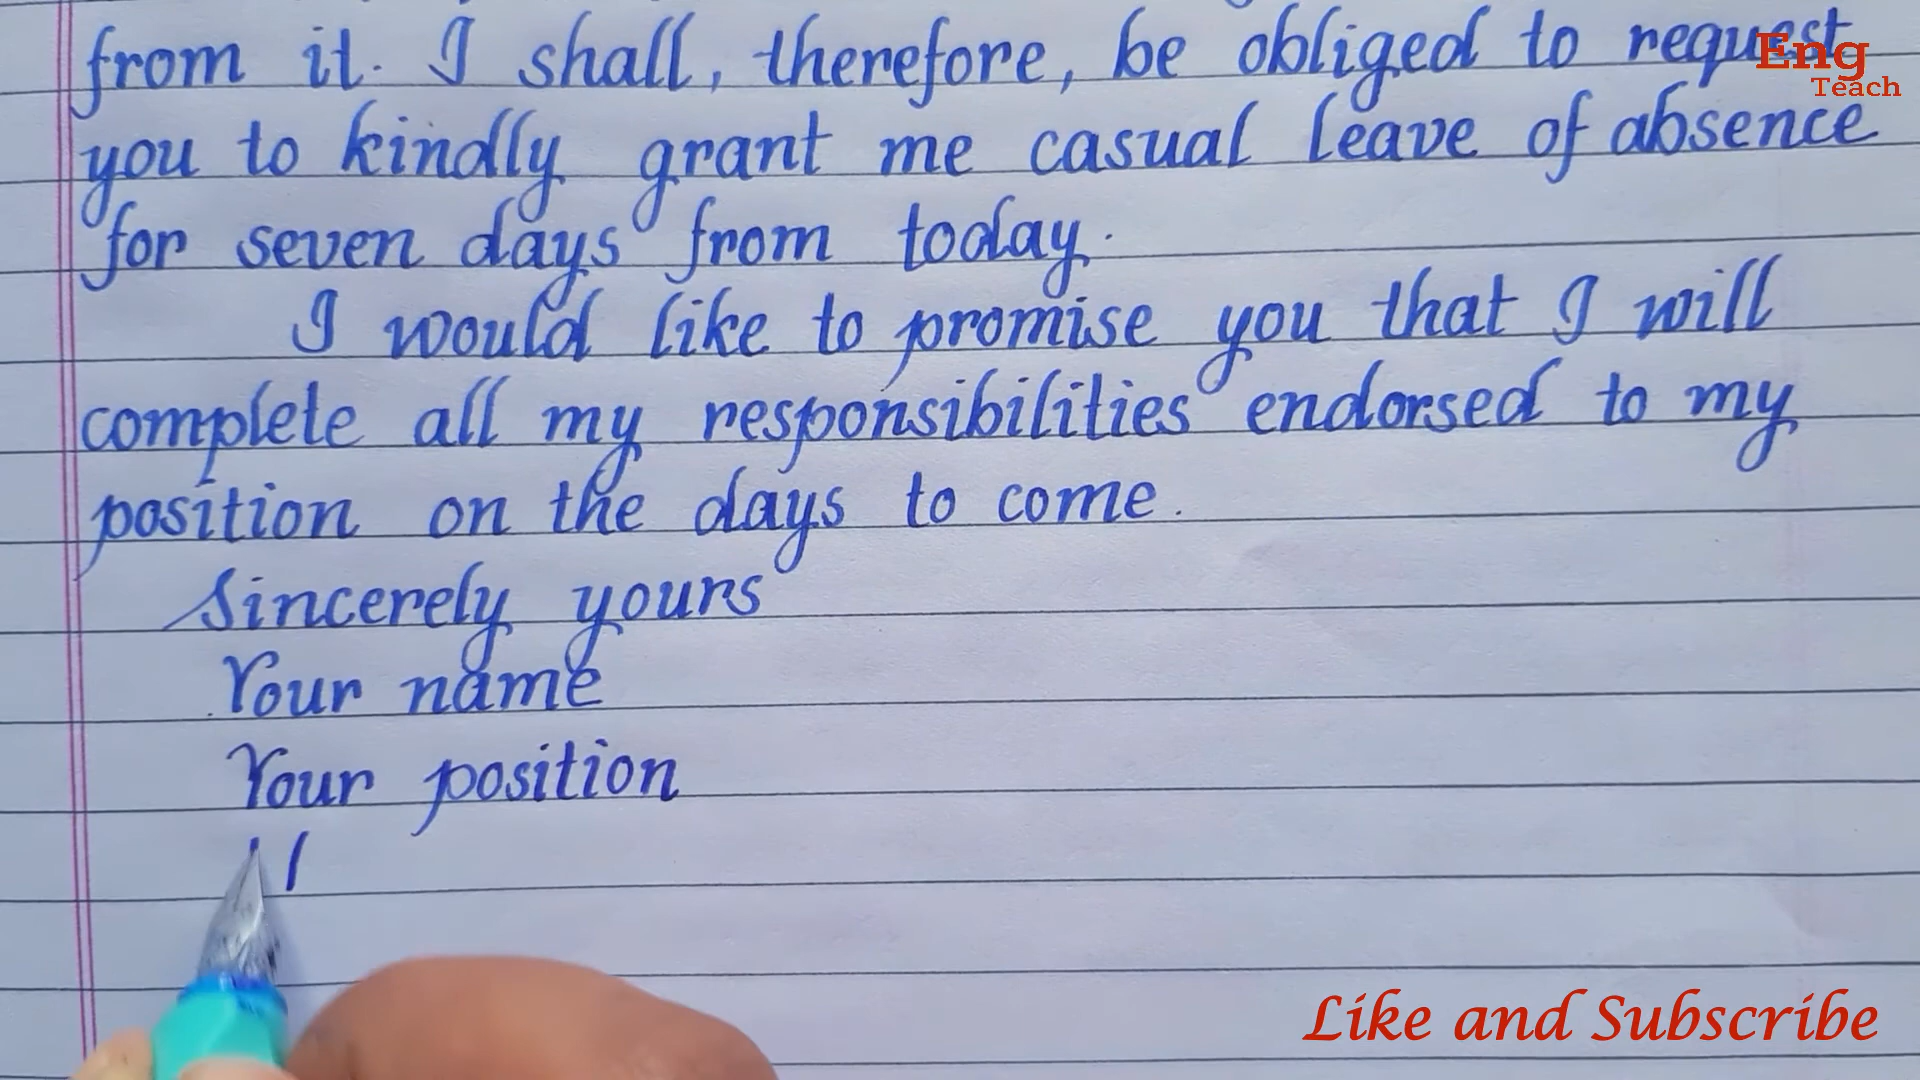 from it. I shall, therefore, be obliged to request
you to kindly grant me casual leave of absence
for seven days from today.
I would like to promise you that I will
complete all my responsibilities endorsed to my
position on the days to come.
Sincerely yours
Your name
Your position
Eng
Teach
Like and Subscribe